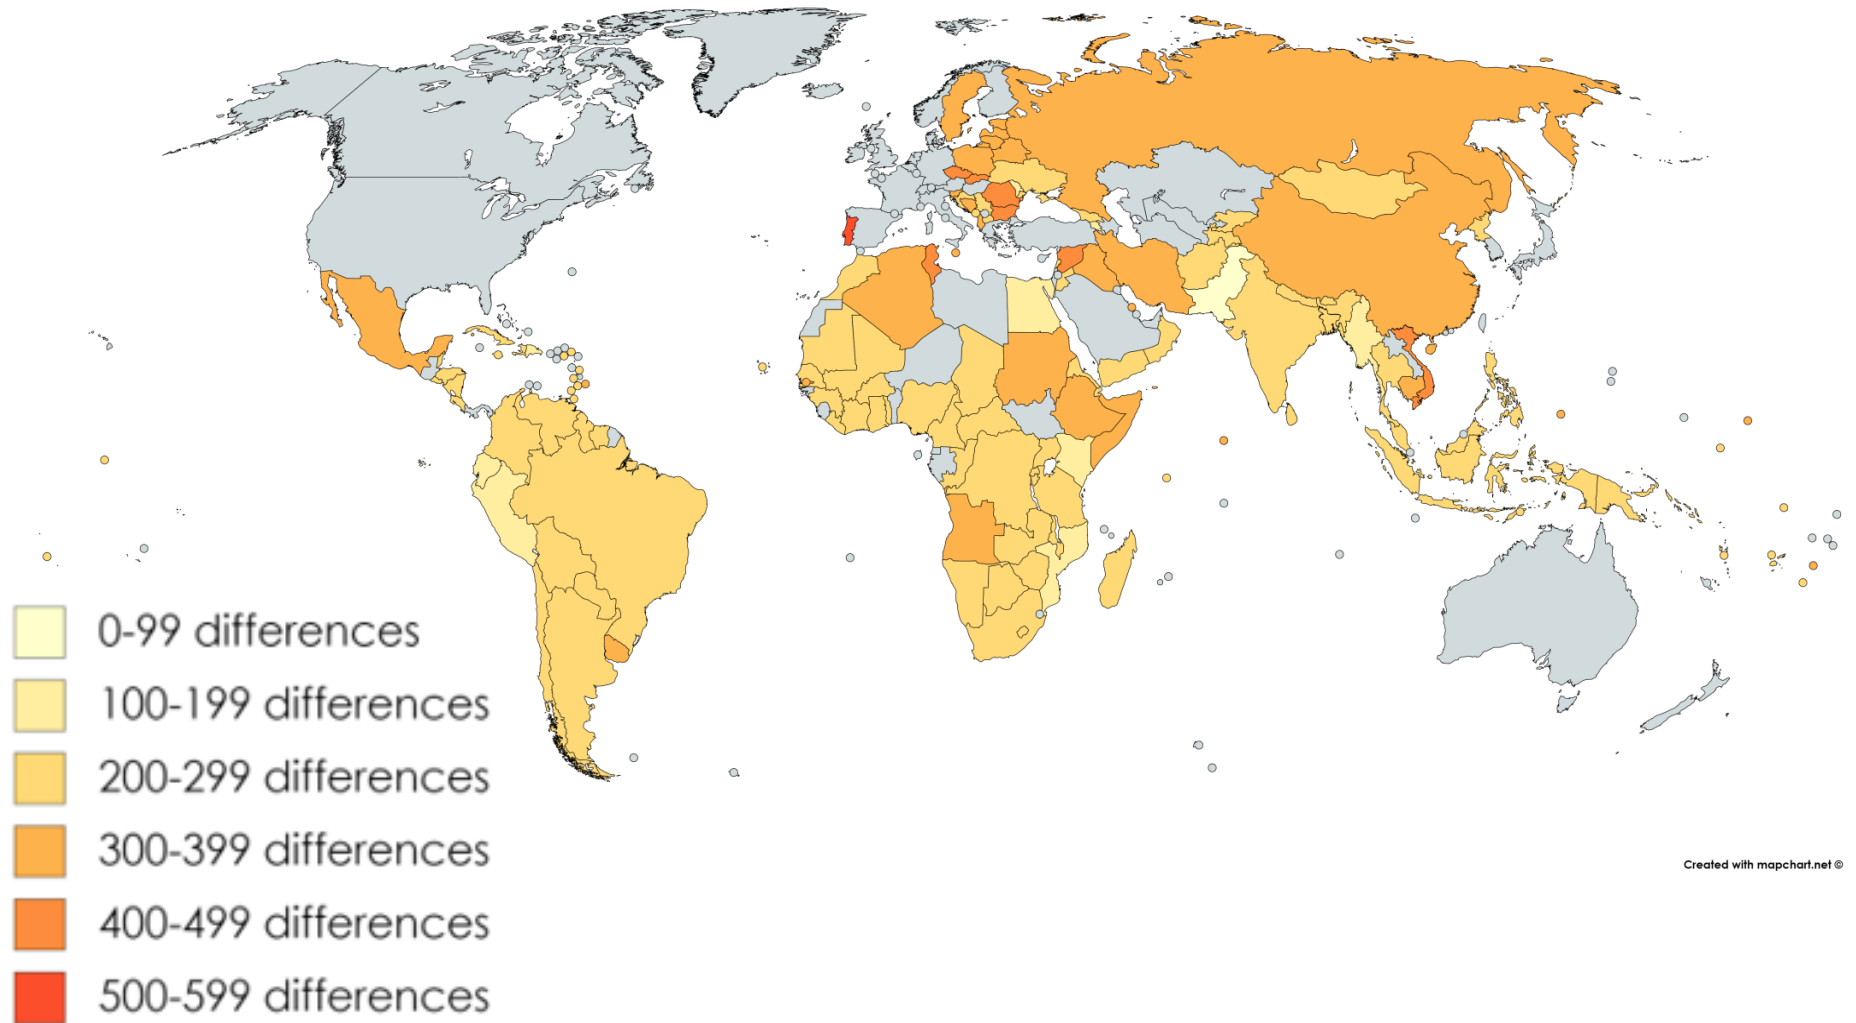 0-99 differences
100-199 differences
200-299 differences
300-399 differences
400-499 differences
500-599 differences
Created with mapchart.net ©